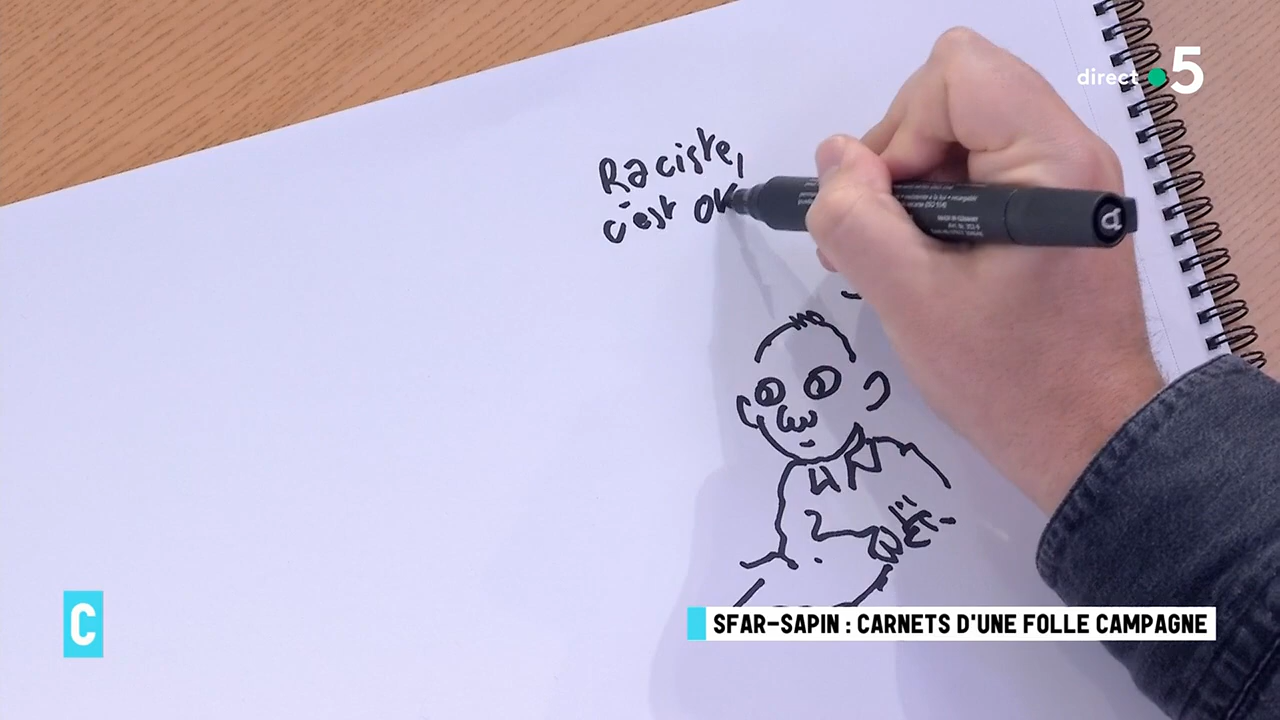 direct 5
Raciste,
c'est OK
C
SFAR-SAPIN : CARNETS D'UNE FOLLE CAMPAGNE